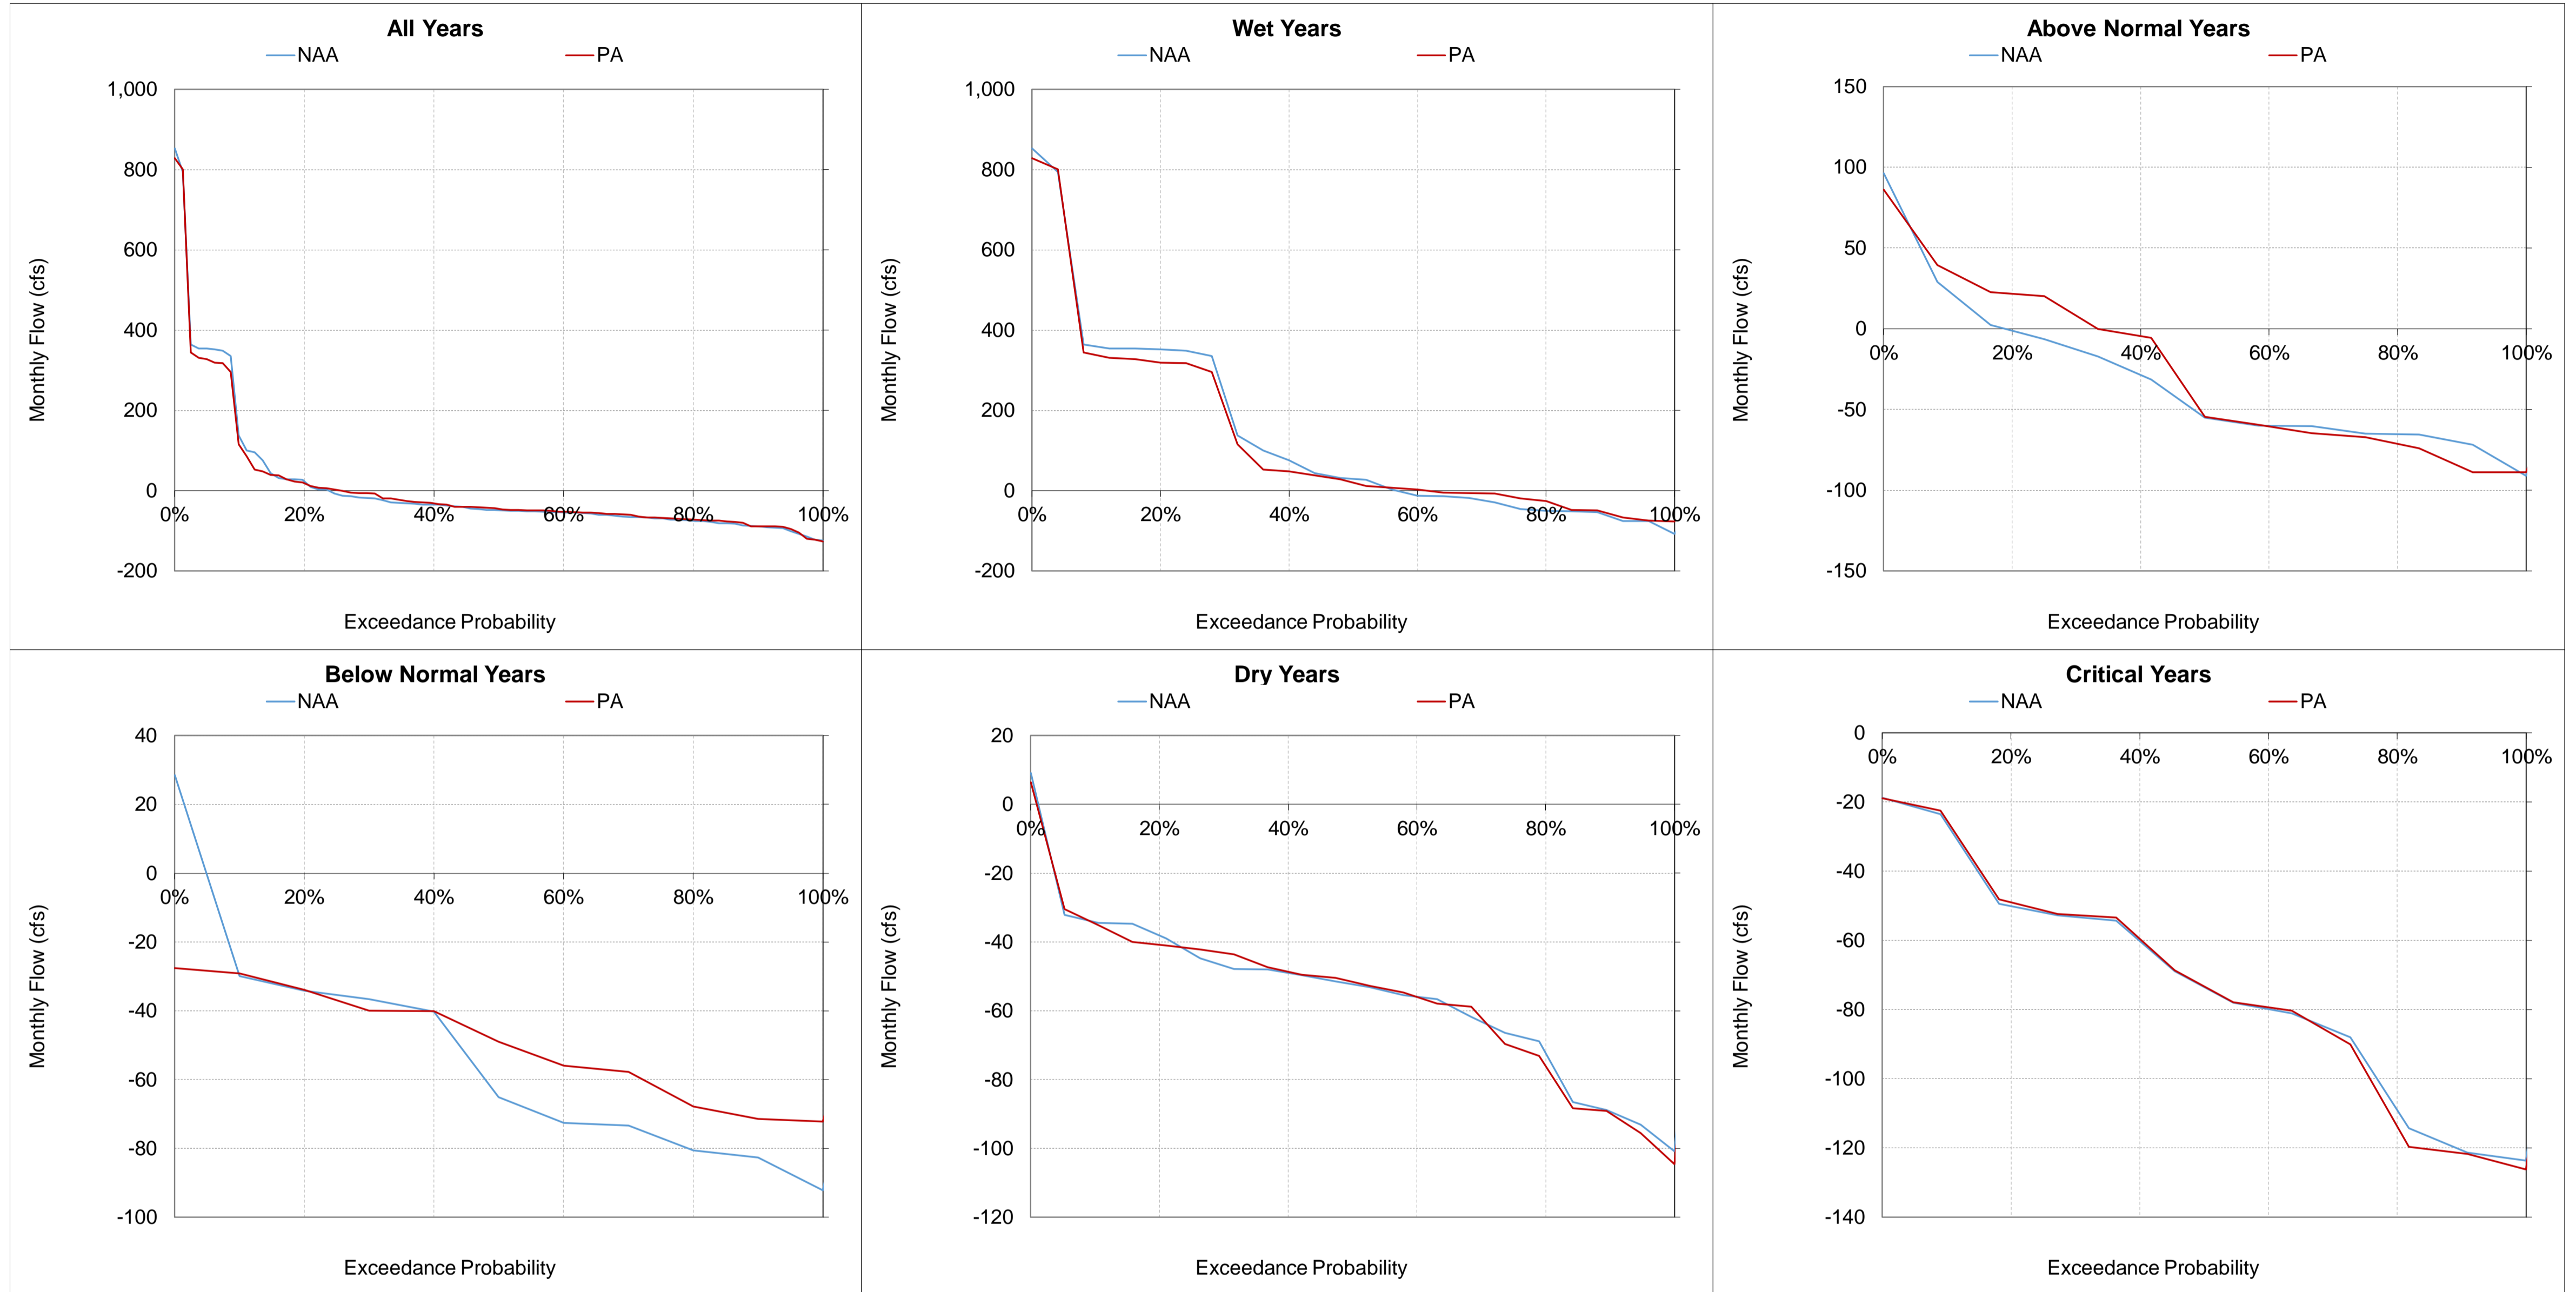 All Years
NAA PA
1,000
800
600
400
200
0
-200
0% 20% 40% 60% 80% 100%
Monthly Flow (cfs)
Exceedance Probability
Wet Years
NAA PA
1,000
800
600
400
200
0
-200
0% 20% 40% 60% 80% 100%
Monthly Flow (cfs)
Exceedance Probability
Above Normal Years
NAA PA
150
100
50
0
-50
-100
-150
0% 20% 40% 60% 80% 100%
Monthly Flow (cfs)
Exceedance Probability
Below Normal Years
NAA PA
40
20
0
-20
-40
-60
-80
-100
0% 20% 40% 60% 80% 100%
Monthly Flow (cfs)
Exceedance Probability
Dry Years
NAA PA
20
0
-20
-40
-60
-80
-100
-120
0% 20% 40% 60% 80% 100%
Monthly Flow (cfs)
Exceedance Probability
Critical Years
NAA PA
0
-20
-40
-60
-80
-100
-120
-140
0% 20% 40% 60% 80% 100%
Monthly Flow (cfs)
Exceedance Probability